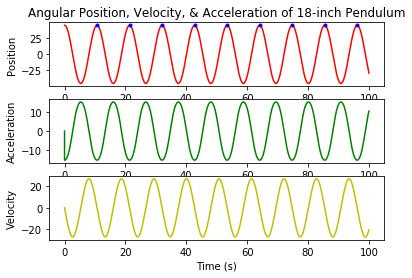 Angular Position, Velocity, & Acceleration of 18-inch Pendulum
Position
25
0
−25
0 20 40 60 80 100
Acceleration
10
0
−10
0 20 40 60 80 100
Velocity
20
0
−20
0 20 40 60 80 100
Time (s)